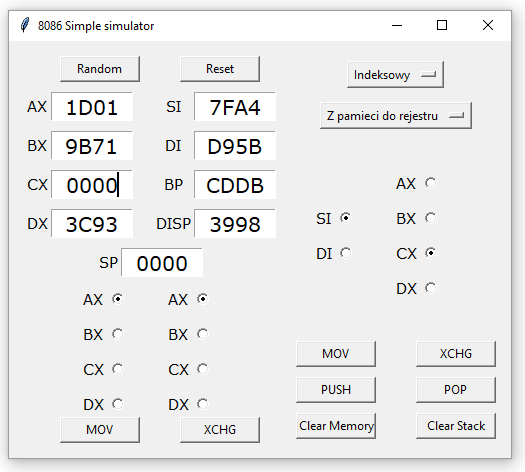 8086 Simple simulator
Random Reset
Indeksowy
Z pamieci do rejestru
AX 1D01 SI 7FA4
BX 9B71 DI D95B
CX 0000 BP CDDB
DX 3C93 DISP 3998
SP 0000
AX AX
BX BX
CX CX
DX DX
MOV XCHG
SI
DI
AX
BX
CX
DX
MOV XCHG
PUSH POP
Clear Memory Clear Stack